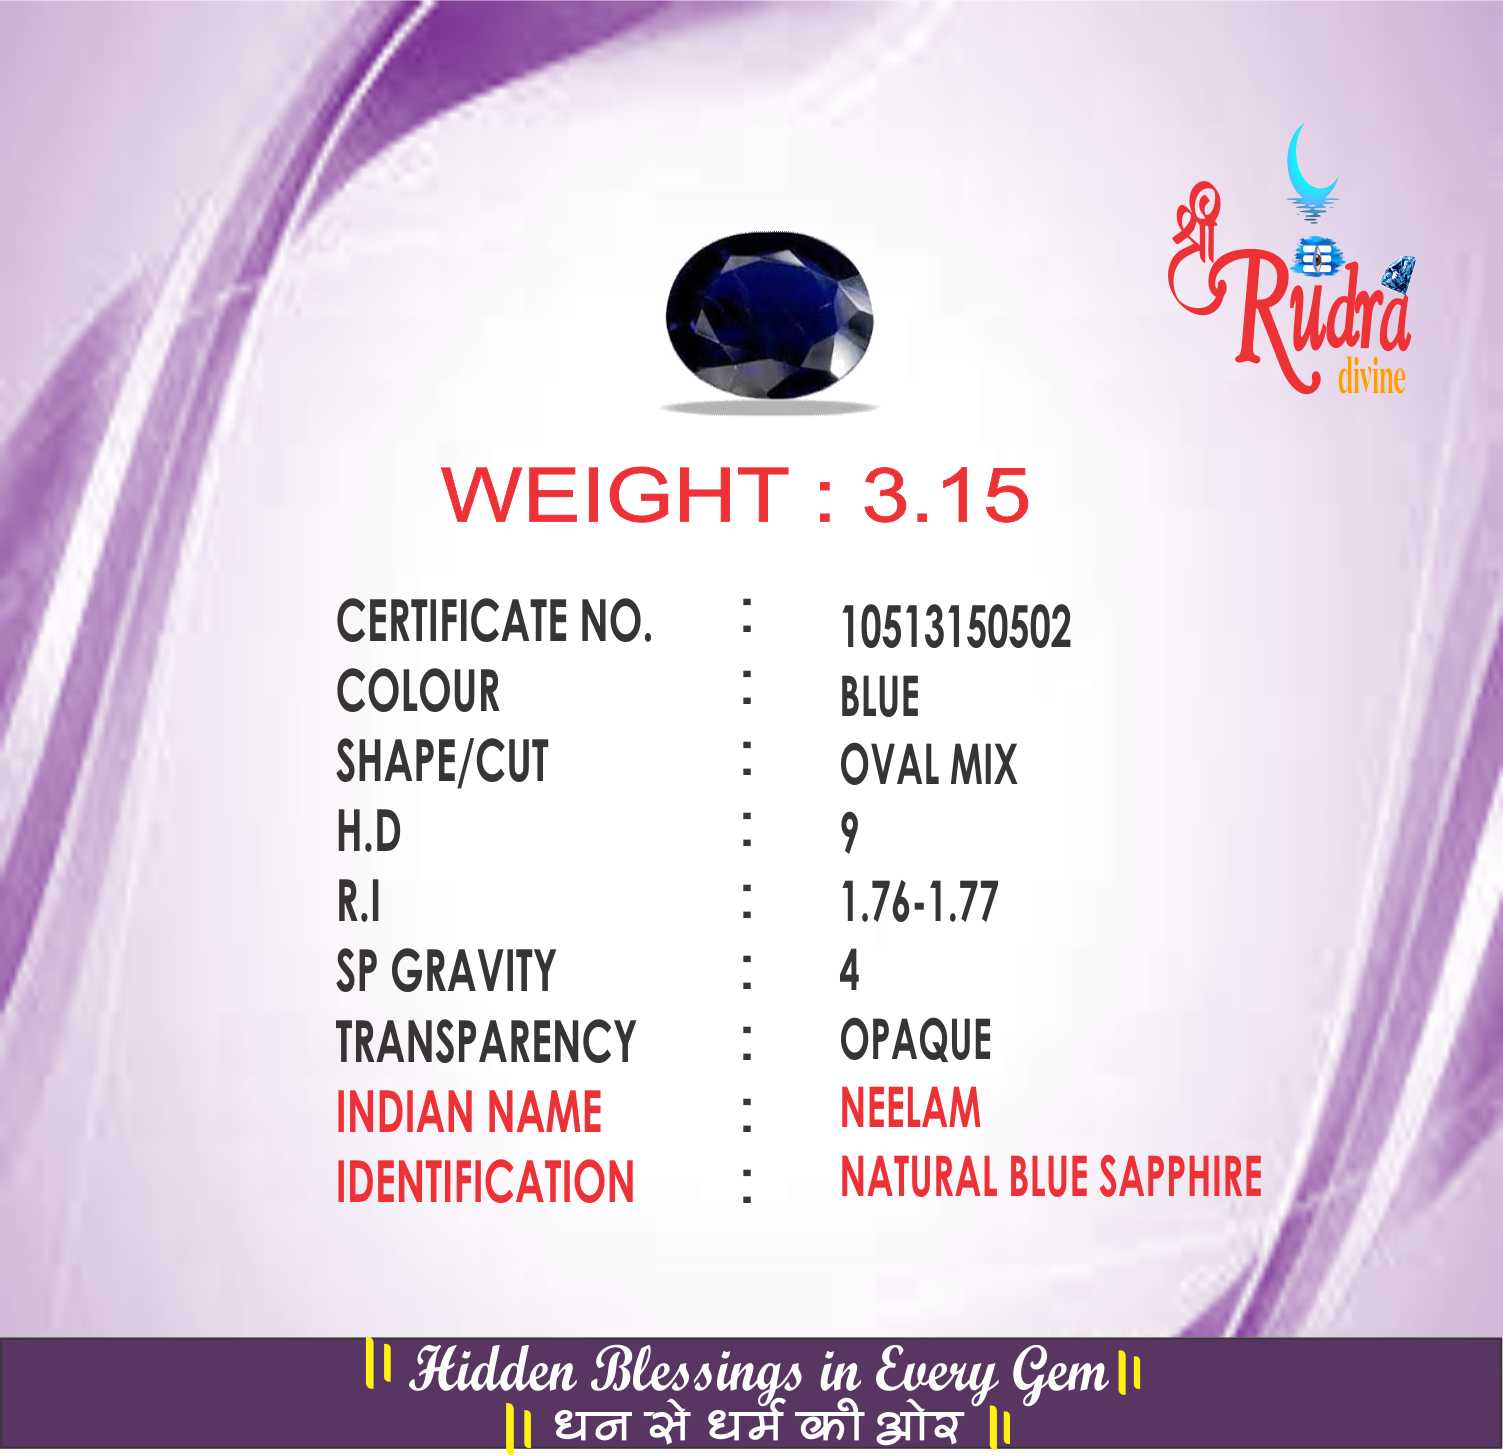 श्री
Rudra
divine
WEIGHT : 3.15
CERTIFICATE NO. : 10513150502
COLOUR : BLUE
SHAPE/CUT : OVAL MIX
H.D : 9
R.I : 1.76-1.77
SP GRAVITY : 4
TRANSPARENCY : OPAQUE
INDIAN NAME : NEELAM
IDENTIFICATION : NATURAL BLUE SAPPHIRE
|| Hidden Blessings in Every Gem ||
|| धन से धर्म की ओर ||